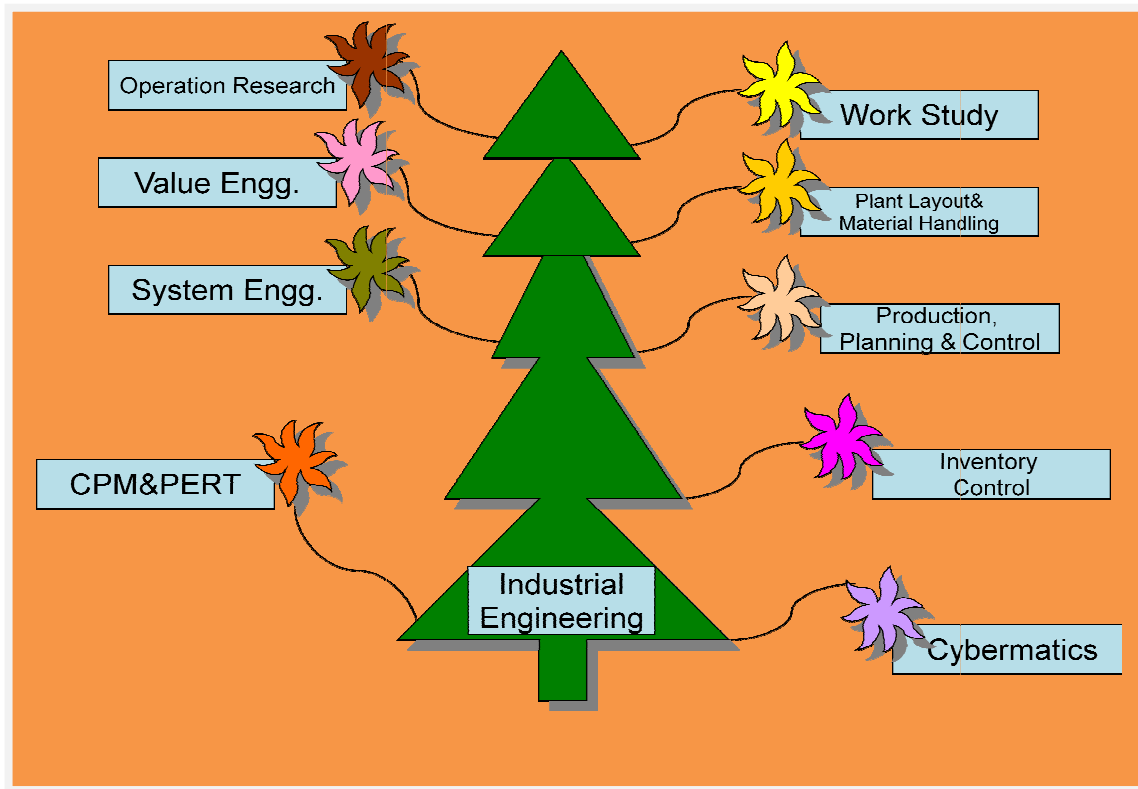 Operation Research
Work Study
Value Engg.
Plant Layout&
Material Handling
System Engg.
Production,
Planning & Control
CPM&PERT
Inventory
Control
Industrial
Engineering
Cybermatics